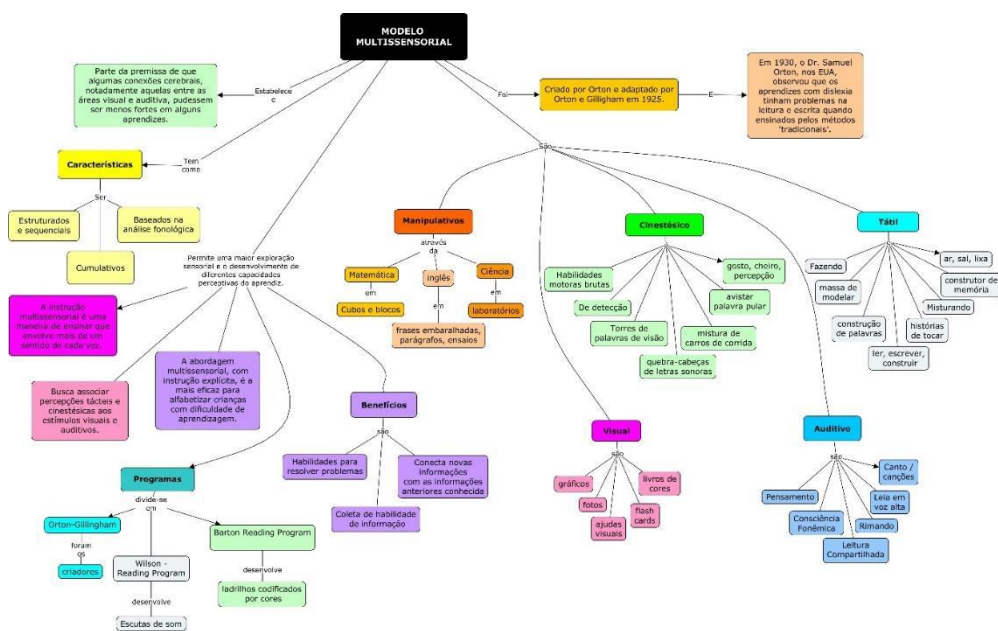 MODELO
MULTISSENSORIAL
Parte da premissa de que
algumas conexões cerebrais,
notadamente aquelas entre as
áreas visual e auditiva, pudessem
ser menos fortes em alguns
aprendizes.
Estabelece
e
Foi
Criado por Orton e adaptado por
Orton e Gilligham em 1925.
E
Em 1930, o Dr. Samuel
Orton, nos EUA,
observou que os
aprendizes com dislexia
tinham problemas na
leitura e escrita quando
ensinados pelos métodos
'tradicionais'.
Características
Tem
como
Ser
Estruturados
e sequenciais
Baseados na
análise fonológica
Cumulativos
Permite uma maior exploração
sensorial e o desenvolvimento de
diferentes capacidades
perceptivas do aprendiz.
A instrução
multissensorial é uma
maneira de ensinar que
envolve mais de um
sentido de cada vez.
Busca associar
percepções tácteis e
cinestésicas aos
estímulos visuais e
auditivos.
A abordagem
multissensorial, com
instrução explícita, é a
mais eficaz para
alfabetizar crianças
com dificuldade de
aprendizagem.
Programas
divide-se
em
Orton-Gillingham
foram
os
criadores
Wilson -
Reading Program
desenvolve
Escutas de som
Barton Reading Program
desenvolve
ladrilhos codificados
por cores
Benefícios
são
Habilidades para
resolver problemas
Conecta novas
informações
com as informações
anteriores conhecida
Coleta de habilidade
de informação
São
Manipulativos
através
da
Matemática
em
Cubos e blocos
inglês
em
frases embaralhadas,
parágrafos, ensaios
Ciência
em
laboratórios
Cinestésico
é
Habilidades
motoras brutas
gosto, cheiro,
percepção
De detecção
avistar
palavra pular
Torres de
palavras de visão
mistura de
carros de corrida
quebra-cabeças
de letras sonoras
Tátil
é
Fazendo
ar, sal, lixa
massa de
modelar
construtor de
memória
Misturando
construção
de palavras
histórias
de tocar
ler, escrever,
construir
Visual
são
gráficos
livros de
cores
fotos
flash
cards
ajudas
visuais
Auditivo
são
Canto /
canções
Pensamento
Leia em
voz alta
Consciência
Fonêmica
Rimando
Leitura
Compartilhada